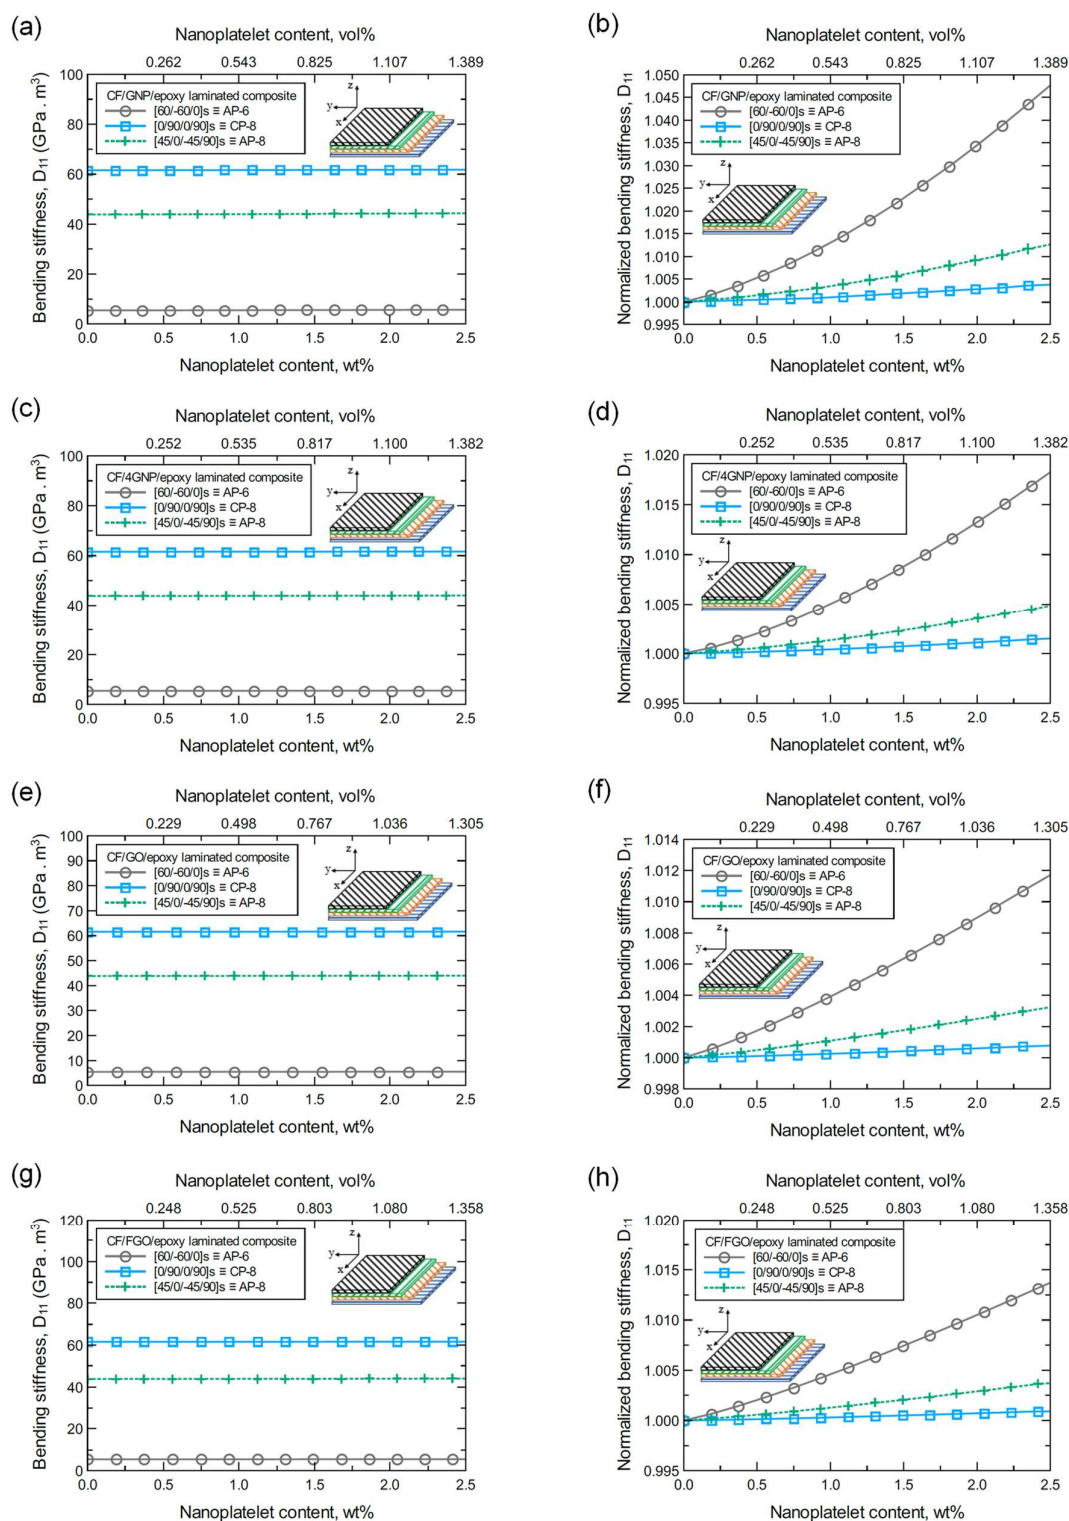 (a)
Nanoplatelet content, vol%
0.262 0.543 0.825 1.107 1.389
Bending stiffness, D11 (GPa . m³)
100
80
60
40
20
0
CF/GNP/epoxy laminated composite
[60/-60/0]s ≡ AP-6
[0/90/0/90]s ≡ CP-8
[45/0/-45/90]s ≡ AP-8
z
y
x
0.0 0.5 1.0 1.5 2.0 2.5
Nanoplatelet content, wt%
(b)
Nanoplatelet content, vol%
0.262 0.543 0.825 1.107 1.389
Normalized bending stiffness, D11
1.050
1.040
1.035
1.030
1.025
1.020
1.015
1.010
1.005
1.000
0.995
CF/GNP/epoxy laminated composite
[60/-60/0]s ≡ AP-6
[0/90/0/90]s ≡ CP-8
[45/0/-45/90]s ≡ AP-8
z
y
x
0.0 0.5 1.0 1.5 2.0 2.5
Nanoplatelet content, wt%
(c)
Nanoplatelet content, vol%
0.252 0.535 0.817 1.100 1.382
Bending stiffness, D11 (GPa . m³)
100
80
60
40
20
0
CF/4GNP/epoxy laminated composite
[60/-60/0]s ≡ AP-6
[0/90/0/90]s ≡ CP-8
[45/0/-45/90]s ≡ AP-8
z
y
x
0.0 0.5 1.0 1.5 2.0 2.5
Nanoplatelet content, wt%
(d)
Nanoplatelet content, vol%
0.252 0.535 0.817 1.100 1.382
Normalized bending stiffness, D11
1.020
1.010
1.005
1.000
0.995
CF/4GNP/epoxy laminated composite
[60/-60/0]s ≡ AP-6
[0/90/0/90]s ≡ CP-8
[45/0/-45/90]s ≡ AP-8
z
y
x
0.0 0.5 1.0 1.5 2.0 2.5
Nanoplatelet content, wt%
(e)
Nanoplatelet content, vol%
0.229 0.498 0.767 1.036 1.305
Bending stiffness, D11 (GPa . m³)
100
90
80
70
60
50
40
30
20
10
0
CF/GO/epoxy laminated composite
[60/-60/0]s ≡ AP-6
[0/90/0/90]s ≡ CP-8
[45/0/-45/90]s ≡ AP-8
z
y
x
0.0 0.5 1.0 1.5 2.0 2.5
Nanoplatelet content, wt%
(f)
Nanoplatelet content, vol%
0.229 0.498 0.767 1.036 1.305
Normalized bending stiffness, D11
1.014
1.012
1.010
1.008
1.006
1.004
1.002
1.000
0.998
CF/GO/epoxy laminated composite
[60/-60/0]s ≡ AP-6
[0/90/0/90]s ≡ CP-8
[45/0/-45/90]s ≡ AP-8
z
y
x
0.0 0.5 1.0 1.5 2.0 2.5
Nanoplatelet content, wt%
(g)
Nanoplatelet content, vol%
0.248 0.525 0.803 1.080 1.358
Bending stiffness, D11 (GPa . m³)
120
100
80
60
40
20
0
CF/FGO/epoxy laminated composite
[60/-60/0]s ≡ AP-6
[0/90/0/90]s ≡ CP-8
[45/0/-45/90]s ≡ AP-8
z
y
x
0.0 0.5 1.0 1.5 2.0 2.5
Nanoplatelet content, wt%
(h)
Nanoplatelet content, vol%
0.248 0.525 0.803 1.080 1.358
Normalized bending stiffness, D11
1.020
1.015
1.010
1.005
1.000
0.995
CF/FGO/epoxy laminated composite
[60/-60/0]s ≡ AP-6
[0/90/0/90]s ≡ CP-8
[45/0/-45/90]s ≡ AP-8
z
y
x
0.0 0.5 1.0 1.5 2.0 2.5
Nanoplatelet content, wt%